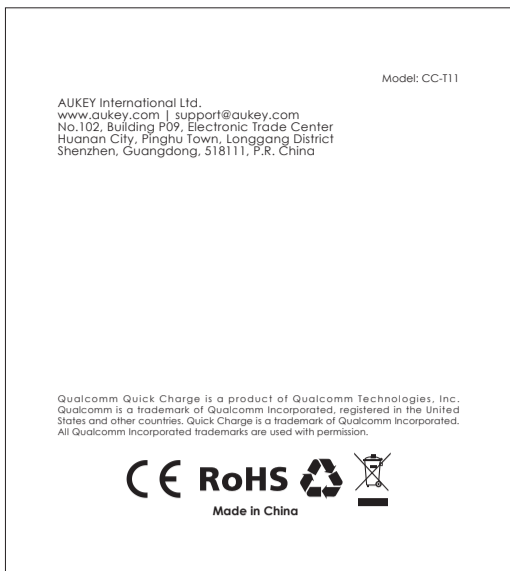 Model: CC-T11
AUKEY International Ltd.
www.aukey.com | support@aukey.com
No.102, Building P09, Electronic Trade Center
Huanan City, Pinghu Town, Longgang District
Shenzhen, Guangdong, 518111, P.R. China
Qualcomm Quick Charge is a product of Qualcomm Technologies, Inc.
Qualcomm is a trademark of Qualcomm Incorporated, registered in the United
States and other countries. Quick Charge is a trademark of Qualcomm Incorporated.
All Qualcomm Incorporated trademarks are used with permission.
CE RoHS
Made in China